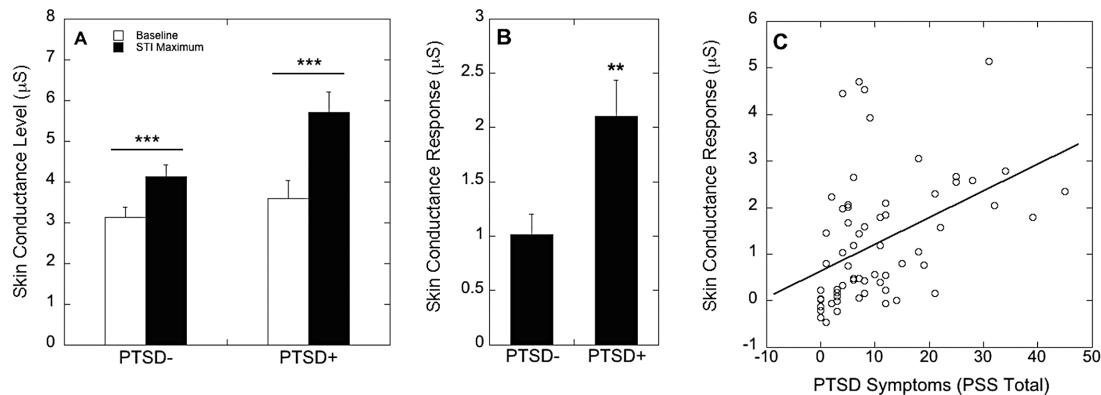 A
Baseline
STI Maximum
Skin Conductance Level (µS)
8
7
6
5
4
3
2
1
0
***
***
PTSD-
PTSD+
B
Skin Conductance Response (µS)
3
2.5
2
1.5
1
0.5
0
**
PTSD-
PTSD+
C
Skin Conductance Response (µS)
6
5
4
3
2
1
0
-1
-10
0
10
20
30
40
50
PTSD Symptoms (PSS Total)